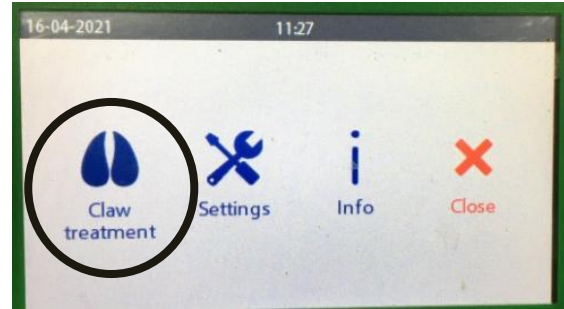 16-04-2021 11:27
Claw
treatment
Settings
Info
Close